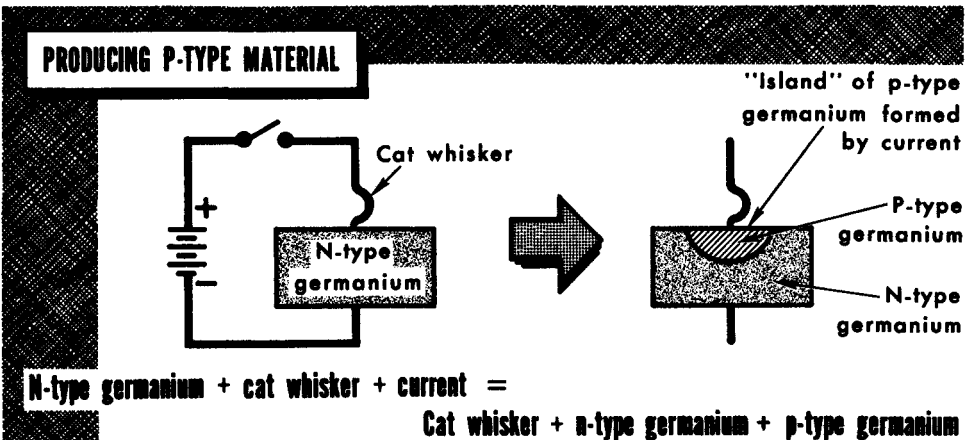 PRODUCING P-TYPE MATERIAL
Cat whisker
+
N-type
germanium
-
"Island" of p-type
germanium formed
by current
P-type
germanium
N-type
germanium
N-type germanium + cat whisker + current =
Cat whisker + n-type germanium + p-type germanium